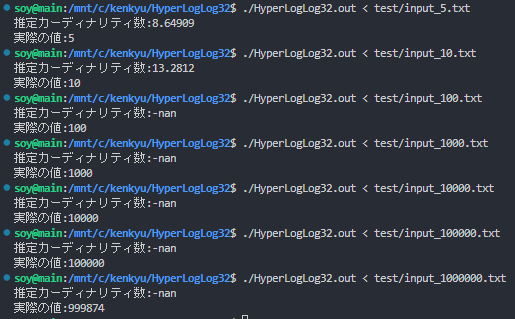 soy@main:/mnt/c/kenkyu/HyperLogLog32$ ./HyperLogLog32.out < test/input_5.txt
推定カーディナリティ数:8.64909
実際の値:5
soy@main:/mnt/c/kenkyu/HyperLogLog32$ ./HyperLogLog32.out < test/input_10.txt
推定カーディナリティ数:13.2812
実際の値:10
soy@main:/mnt/c/kenkyu/HyperLogLog32$ ./HyperLogLog32.out < test/input_100.txt
推定カーディナリティ数:-nan
実際の値:100
soy@main:/mnt/c/kenkyu/HyperLogLog32$ ./HyperLogLog32.out < test/input_1000.txt
推定カーディナリティ数:-nan
実際の値:1000
soy@main:/mnt/c/kenkyu/HyperLogLog32$ ./HyperLogLog32.out < test/input_10000.txt
推定カーディナリティ数:-nan
実際の値:10000
soy@main:/mnt/c/kenkyu/HyperLogLog32$ ./HyperLogLog32.out < test/input_100000.txt
推定カーディナリティ数:-nan
実際の値:100000
soy@main:/mnt/c/kenkyu/HyperLogLog32$ ./HyperLogLog32.out < test/input_1000000.txt
推定カーディナリティ数:-nan
実際の値:999874